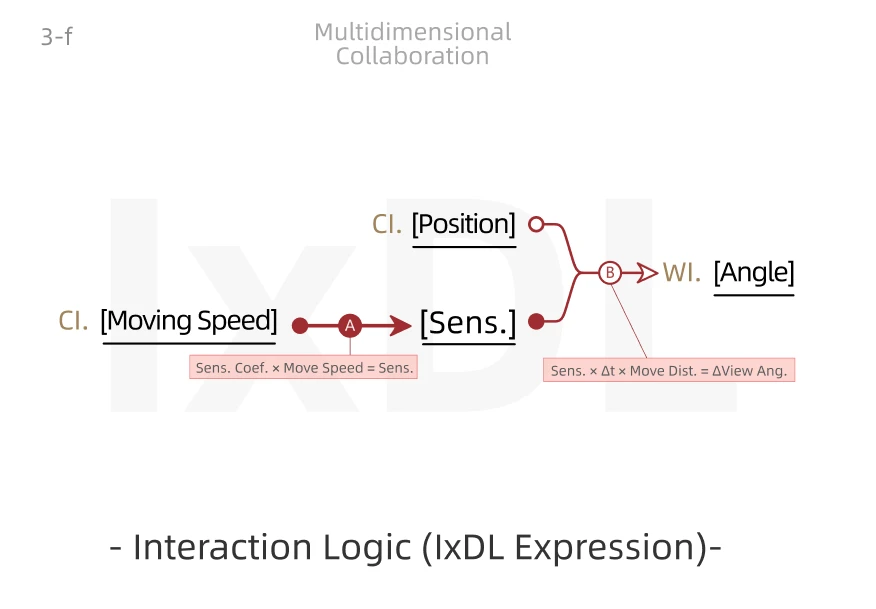 3-f
Multidimensional
Collaboration
IxDL
CI. [Position]
B
WI. [Angle]
CI. [Moving Speed]
A
[Sens.]
Sens. Coef. × Move Speed = Sens.
Sens. × Δt × Move Dist. = ΔView Ang.
- Interaction Logic (IxDL Expression)-